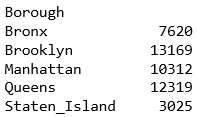 Borough
Bronx 7620
Brooklyn 13169
Manhattan 10312
Queens 12319
Staten_Island 3025